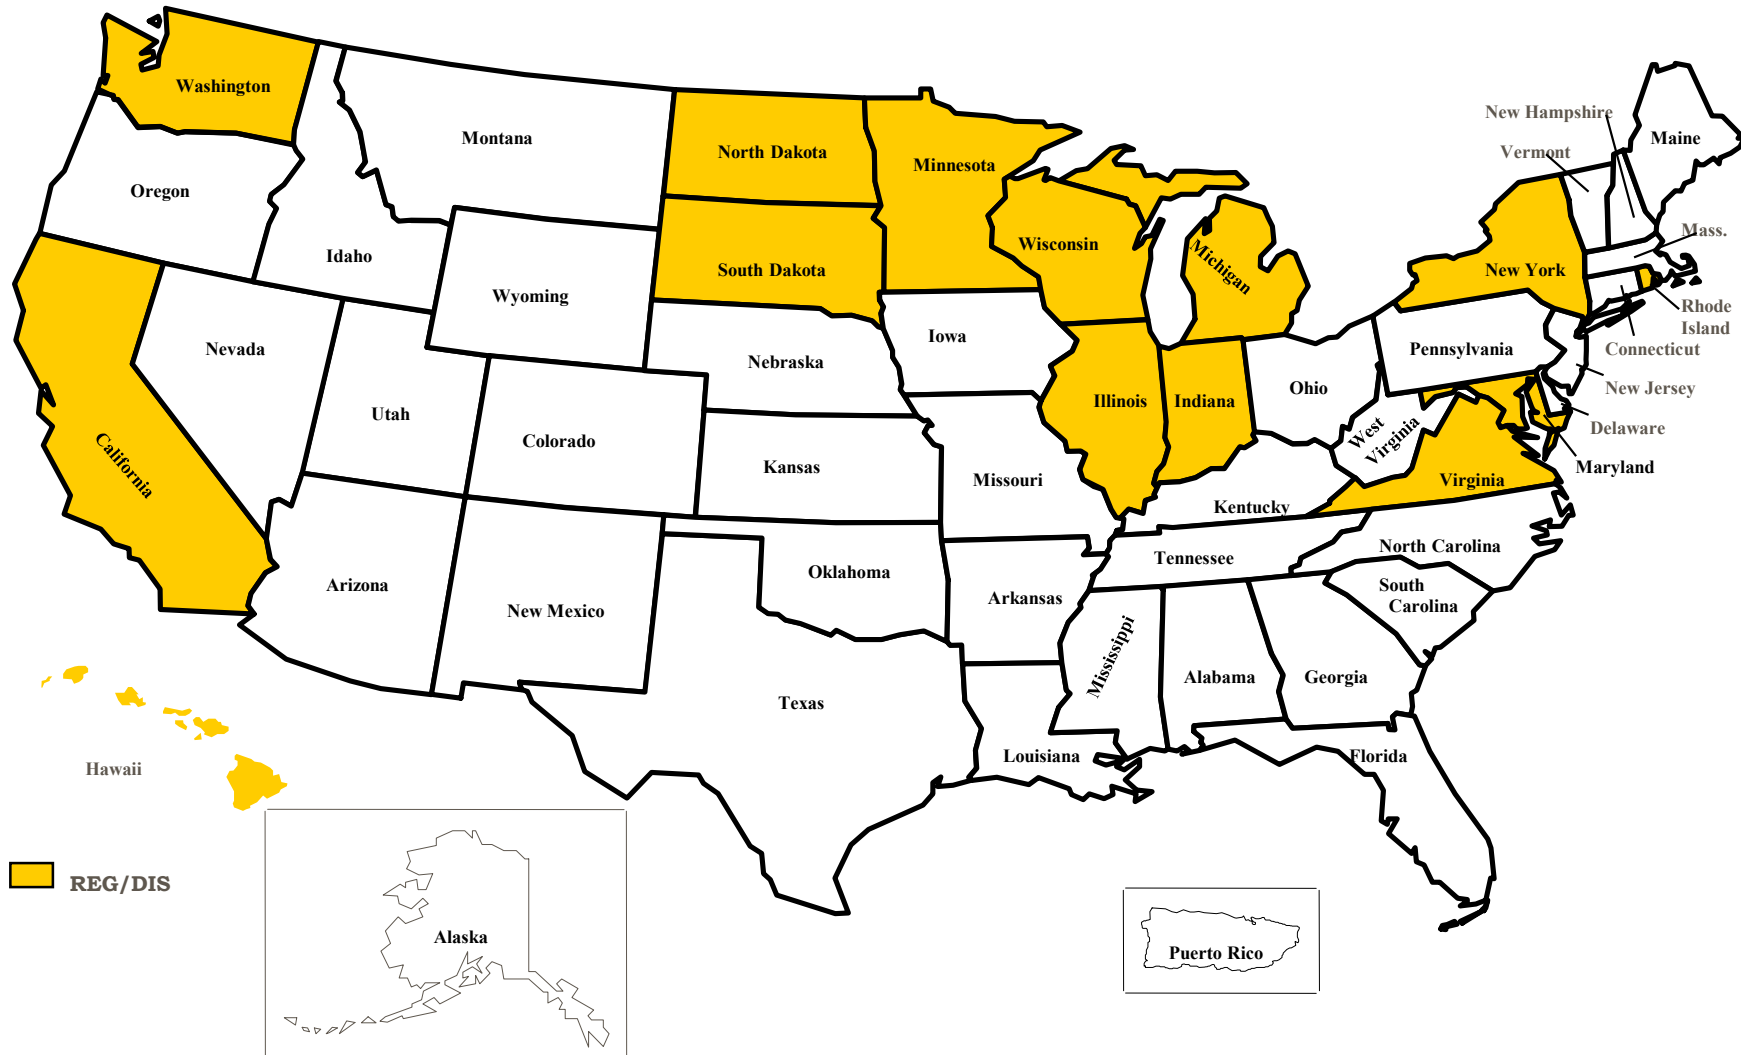 Washington
Montana
North Dakota
Minnesota
New Hampshire
Vermont
Maine
Oregon
Idaho
Wyoming
South Dakota
Wisconsin
Michigan
New York
Mass.
Rhode
Island
Connecticut
New Jersey
Delaware
Maryland
Nevada
Utah
Colorado
Nebraska
Iowa
Illinois
Indiana
Ohio
Pennsylvania
West
Virginia
Virginia
California
Kansas
Missouri
Kentucky
Arizona
New Mexico
Oklahoma
Arkansas
Tennessee
North Carolina
South
Carolina
Texas
Louisiana
Mississippi
Alabama
Georgia
Florida
Hawaii
REG/DIS
Alaska
Puerto Rico